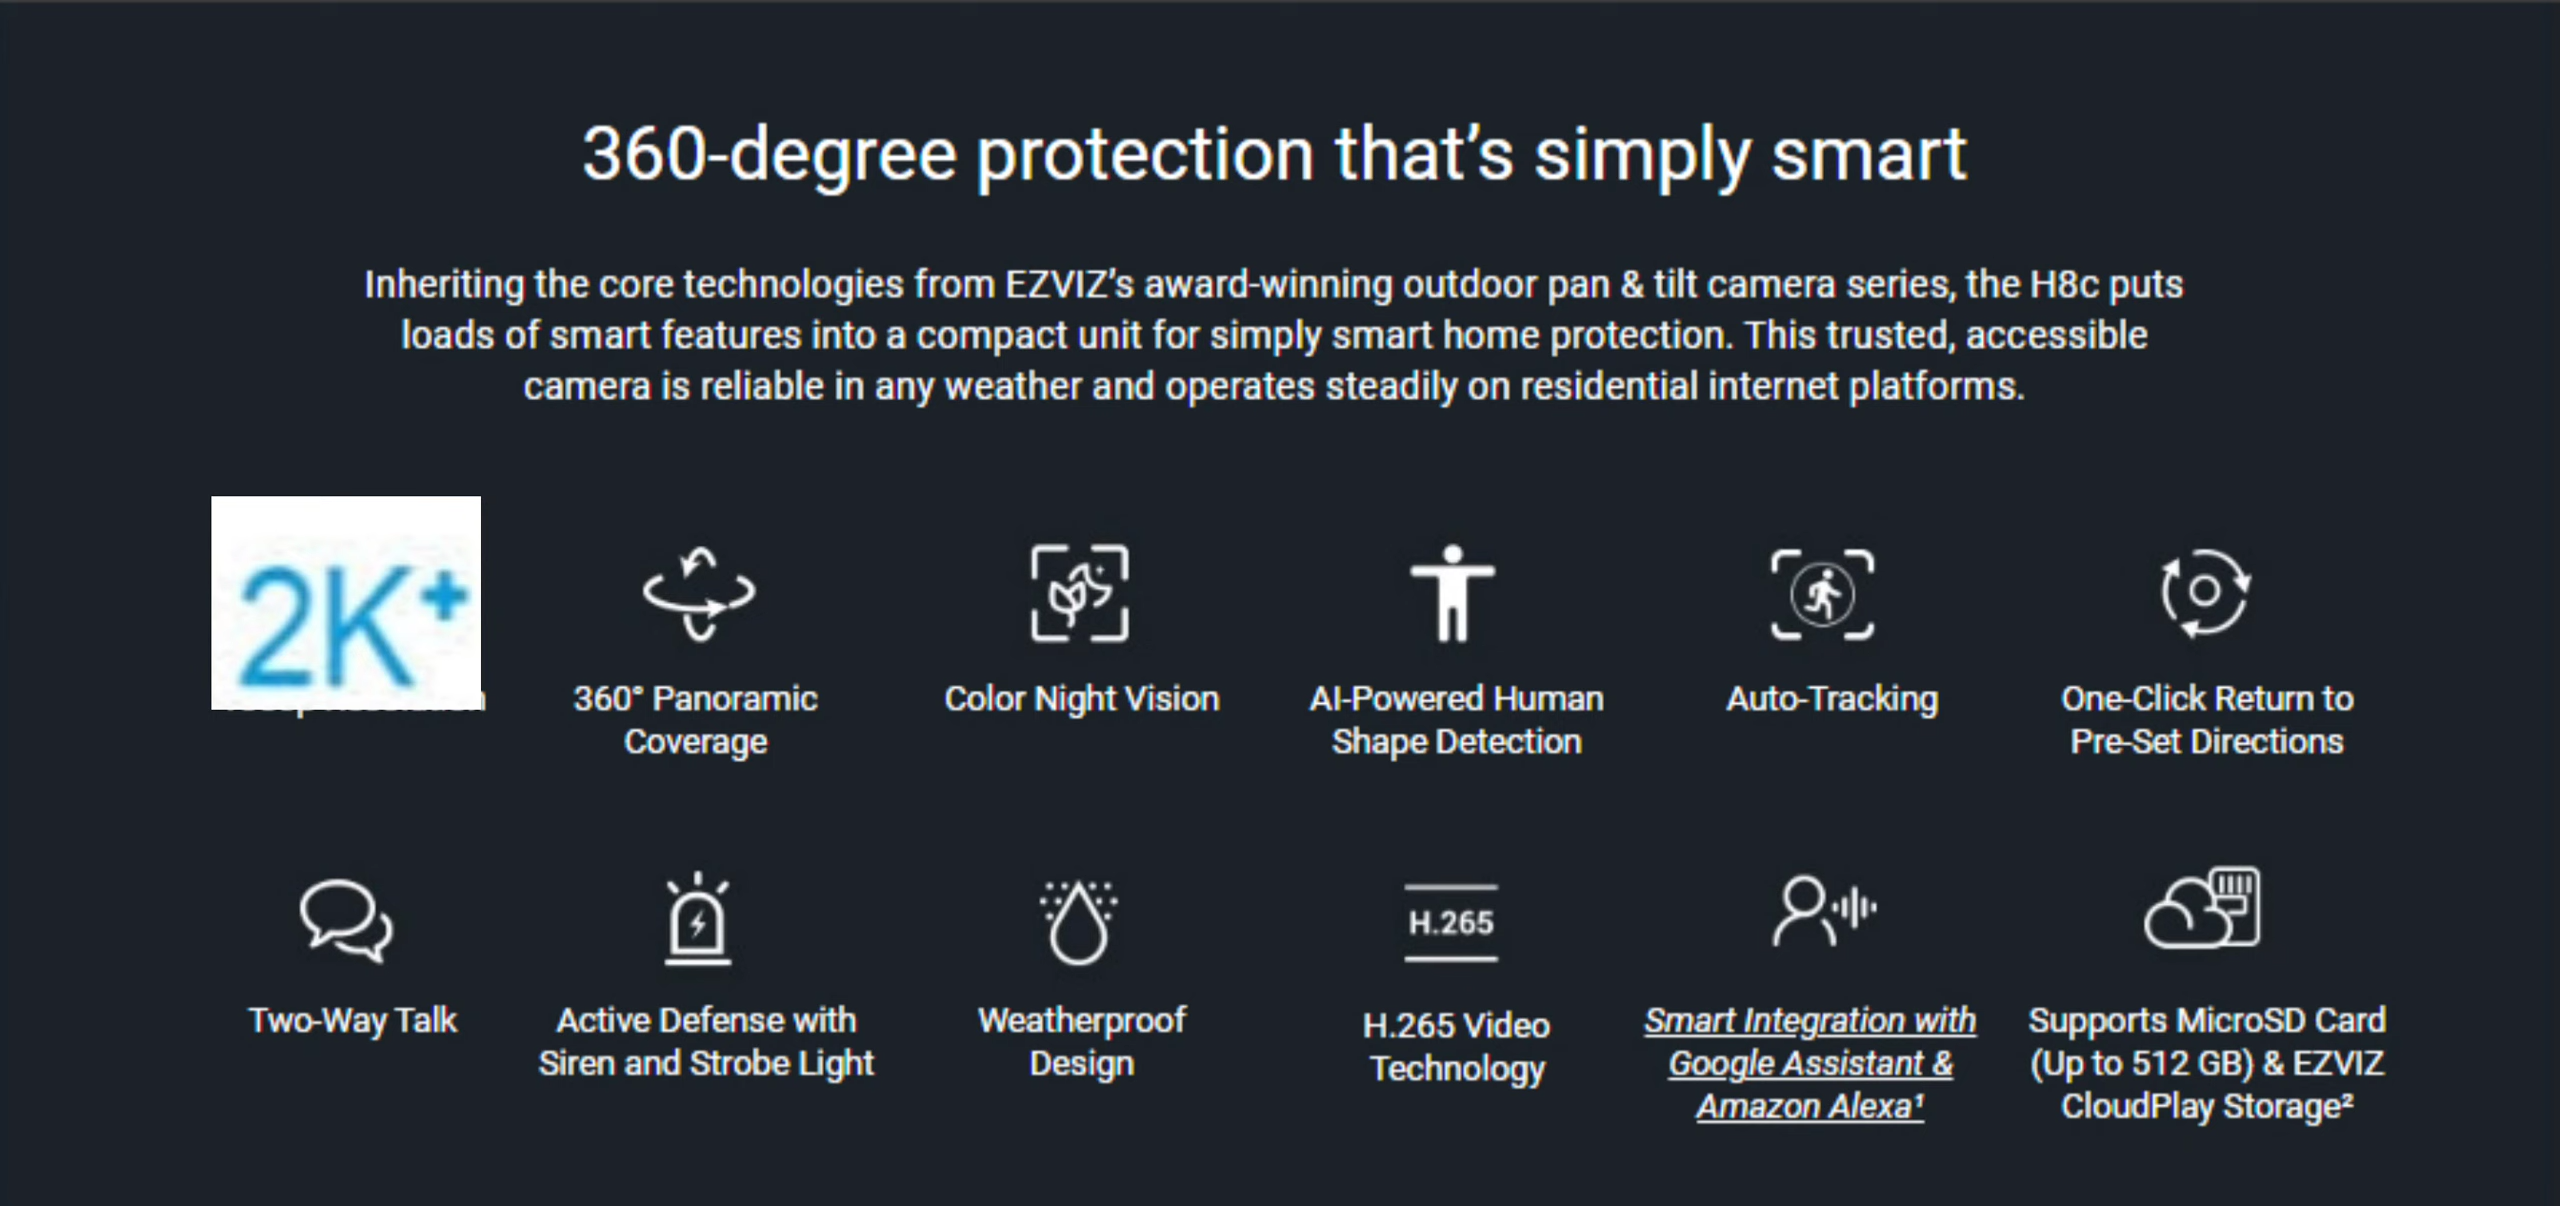 360-degree protection that’s simply smart
Inheriting the core technologies from EZVIZ’s award-winning outdoor pan & tilt camera series, the H8c puts
loads of smart features into a compact unit for simply smart home protection. This trusted, accessible
camera is reliable in any weather and operates steadily on residential internet platforms.
2K+
360° Panoramic
Coverage
Color Night Vision
AI-Powered Human
Shape Detection
Auto-Tracking
One-Click Return to
Pre-Set Directions
Two-Way Talk
Active Defense with
Siren and Strobe Light
Weatherproof
Design
H.265
H.265 Video
Technology
Smart Integration with
Google Assistant &
Amazon Alexa¹
Supports MicroSD Card
(Up to 512 GB) & EZVIZ
CloudPlay Storage²